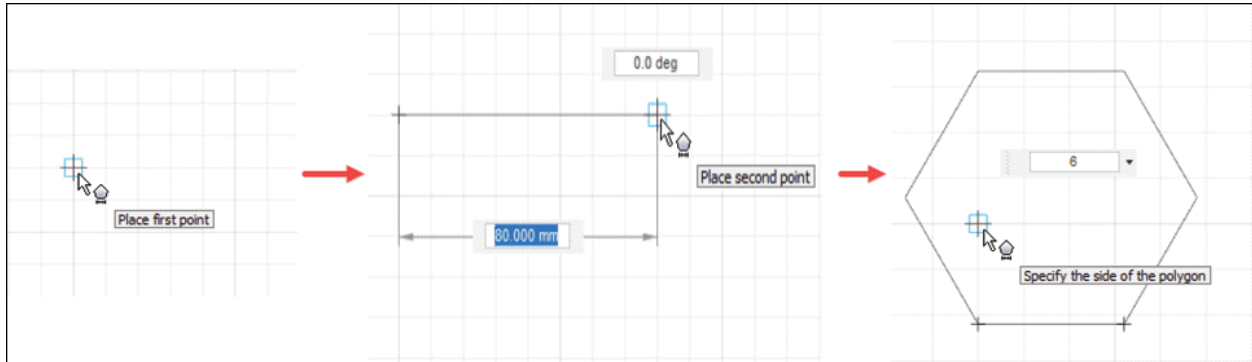 Place first point
0.0 deg
Place second point
80.000 mm
6
Specify the side of the polygon